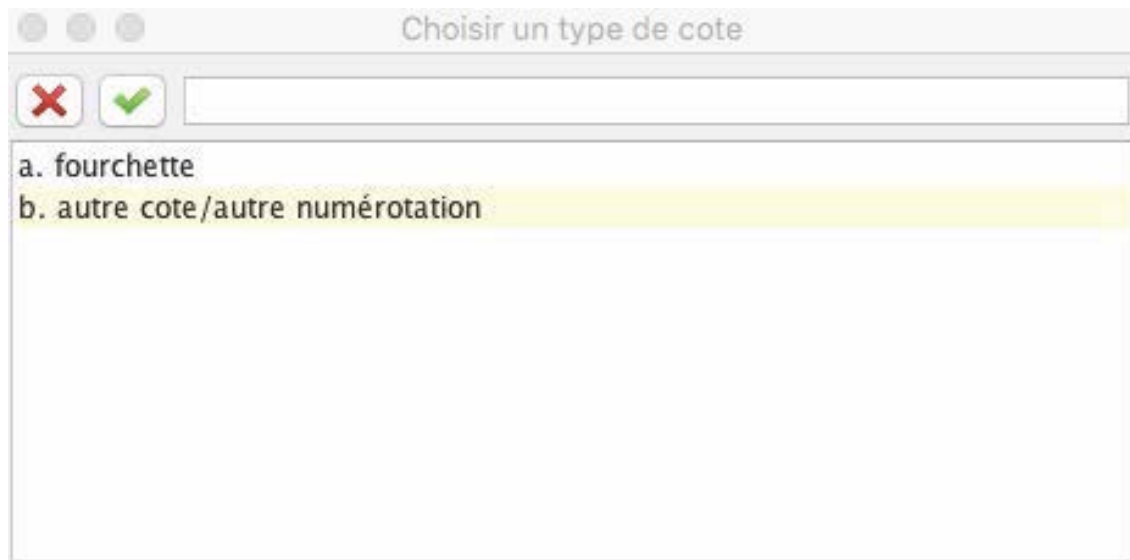 Choisir un type de cote
a. fourchette
b. autre cote/autre numérotation